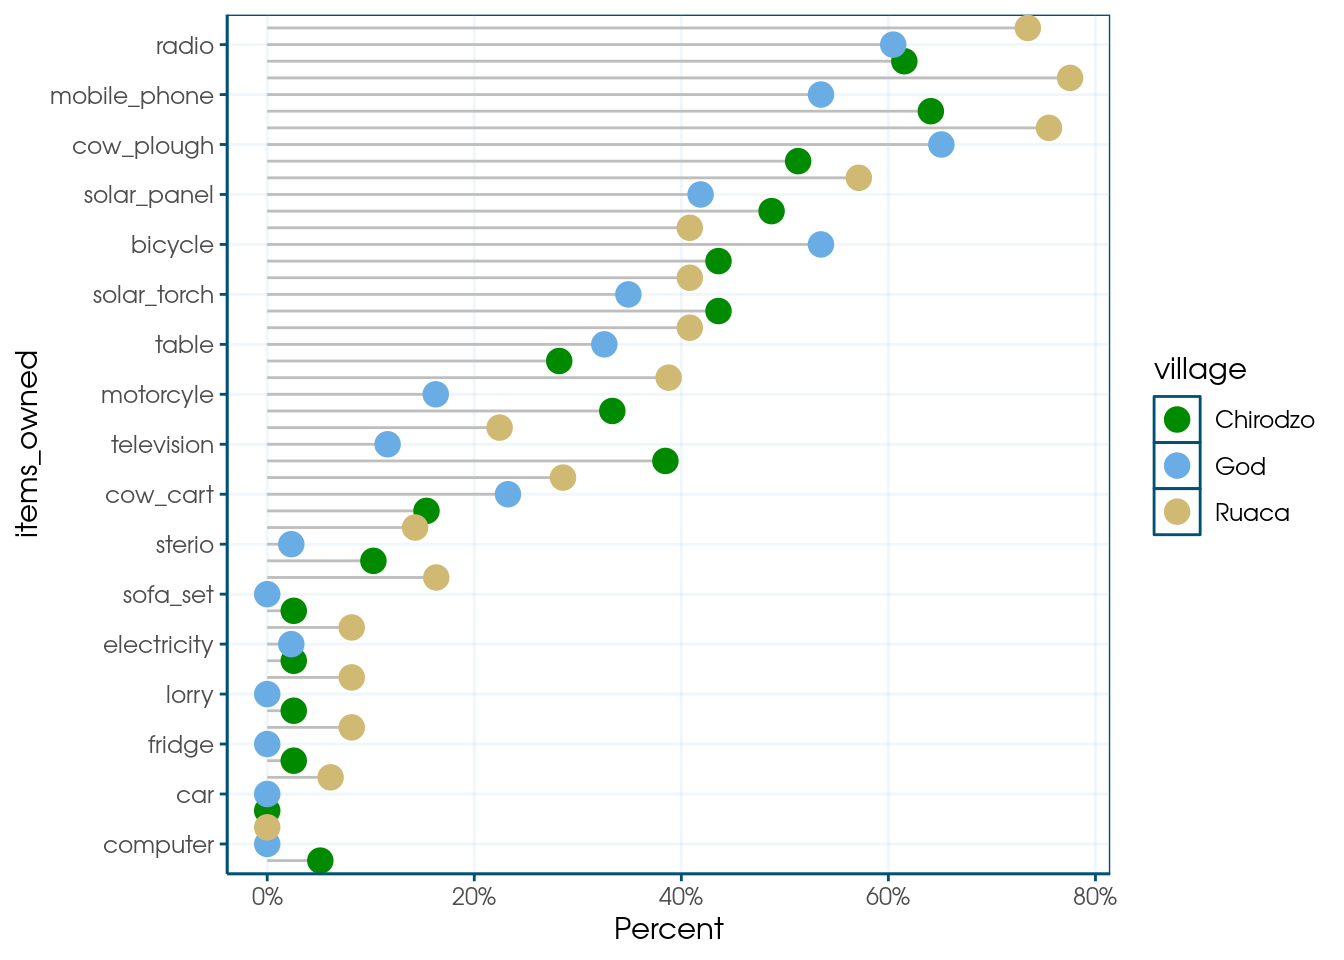 radio
mobile_phone
cow_plough
solar_panel
bicycle
solar_torch
table
motorcyle
television
cow_cart
sterio
sofa_set
electricity
lorry
fridge
car
computer
items_owned
0% 20% 40% 60% 80%
Percent
village
Chirodzo
God
Ruaca